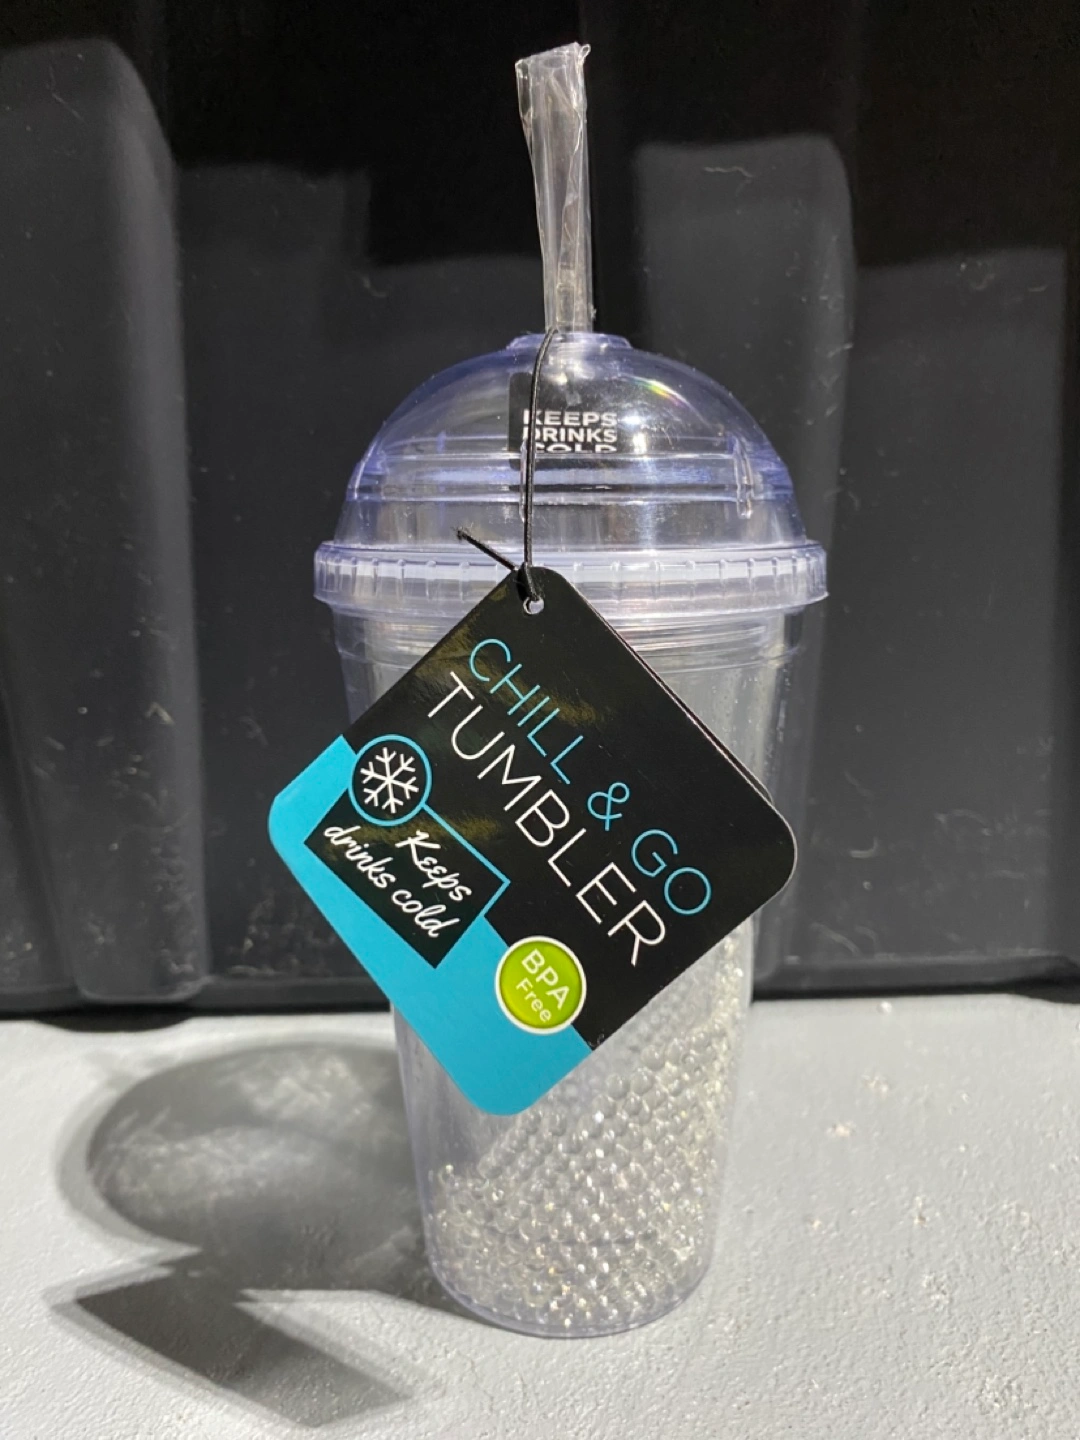 KEEPS
DRINKS
COLD
CHILL & GO
TUMBLER
Keeps
drinks cold
BPA
Free